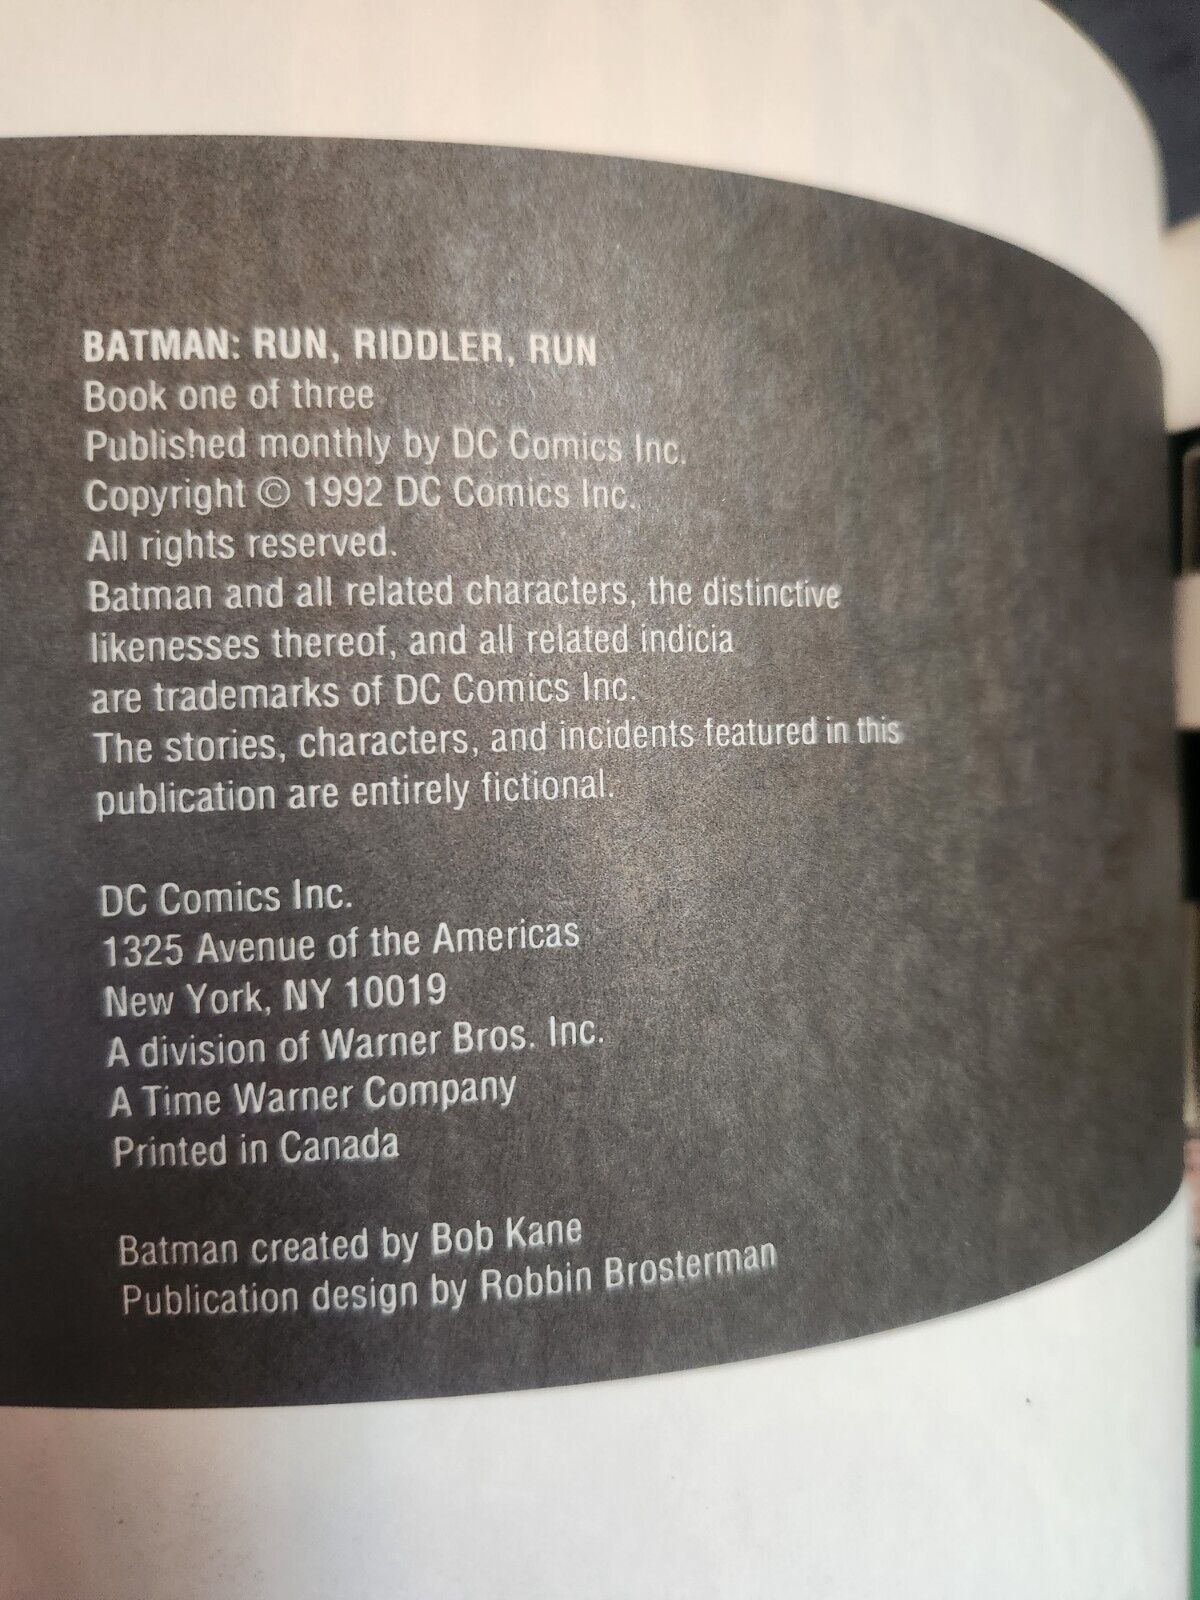 BATMAN: RUN, RIDDLER, RUN
Book one of three
Published monthly by DC Comics Inc.
Copyright © 1992 DC Comics Inc.
All rights reserved.
Batman and all related characters, the distinctive
likenesses thereof, and all related indicia
are trademarks of DC Comics Inc.
The stories, characters, and incidents featured in this
publication are entirely fictional.
DC Comics Inc.
1325 Avenue of the Americas
New York, NY 10019
A division of Warner Bros. Inc.
A Time Warner Company
Printed in Canada
Batman created by Bob Kane
Publication design by Robbin Brosterman